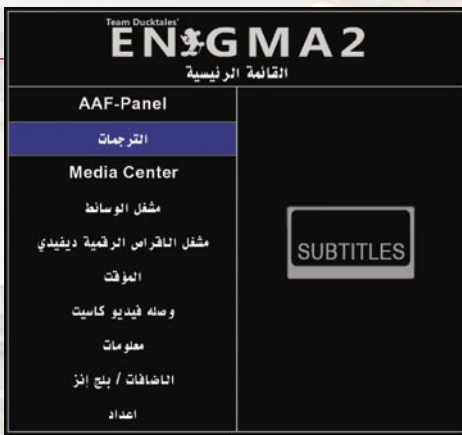 Team Ducktales'
ENIGMA2
القائمة الرئيسية
AAF-Panel
الترجمات
Media Center
مشغل الوسائط
مشغل الاقراص الرقمية ديفيدي
المؤقت
وصله فيديو كاسيت
معلومات
الاضافات / بلج إنز
اعداد
SUBTITLES